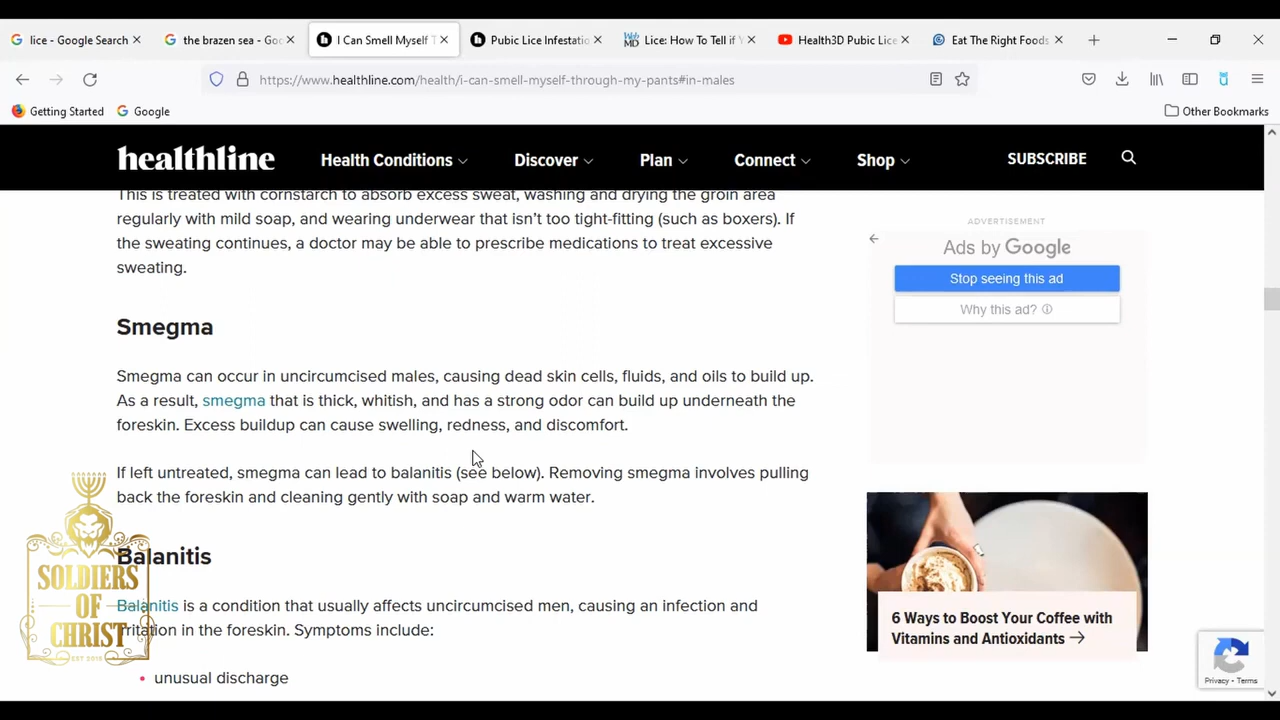 lice - Google Search
the brazen sea - Goo
I Can Smell Myself T
Pubic Lice Infestatio
WebMD
Lice: How To Tell if Y
Health3D Pubic Lice
Eat The Right Foods
https://www.healthline.com/health/i-can-smell-myself-through-my-pants#in-males
Getting Started
Google
Other Bookmarks
healthline
Health Conditions
Discover
Plan
Connect
Shop
SUBSCRIBE
This is treated with cornstarch to absorb excess sweat, washing and drying the groin area
regularly with mild soap, and wearing underwear that isn't too tight-fitting (such as boxers). If
the sweating continues, a doctor may be able to prescribe medications to treat excessive
sweating.
Smegma
Smegma can occur in uncircumcised males, causing dead skin cells, fluids, and oils to build up.
As a result, smegma that is thick, whitish, and has a strong odor can build up underneath the
foreskin. Excess buildup can cause swelling, redness, and discomfort.
If left untreated, smegma can lead to balanitis (see below). Removing smegma involves pulling
back the foreskin and cleaning gently with soap and warm water.
Balanitis
Balanitis is a condition that usually affects uncircumcised men, causing an infection and
irritation in the foreskin. Symptoms include:
• unusual discharge
ADVERTISEMENT
Ads by Google
Stop seeing this ad
Why this ad?
6 Ways to Boost Your Coffee with
Vitamins and Antioxidants →
Privacy - Terms
SOLDIERS
OF
CHRIST
EST 2015